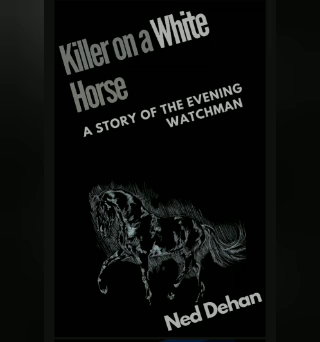 Killer on a White
Horse
A STORY OF THE EVENING
WATCHMAN
Ned Dehan